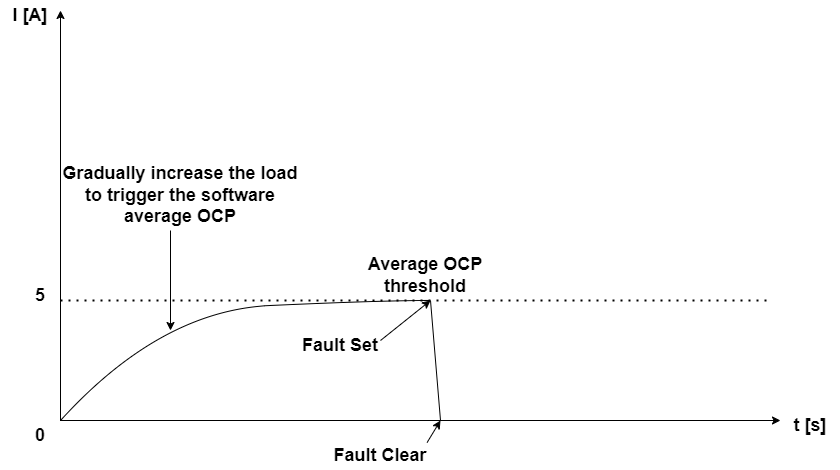 I [A]
Gradually increase the load
to trigger the software
average OCP
Average OCP
threshold
5
Fault Set
0
t [s]
Fault Clear